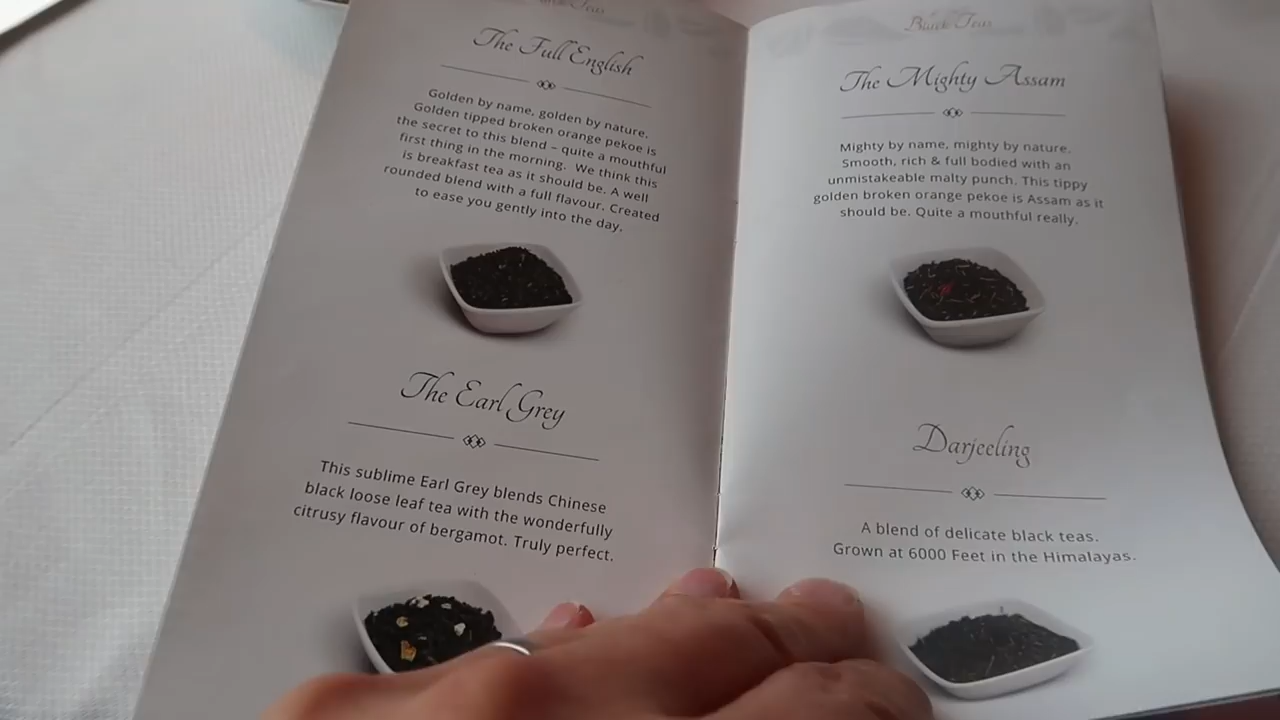 Teas
The Full English
Golden by name, golden by nature.
Golden tipped broken orange pekoe is
the secret to this blend – quite a mouthful
first thing in the morning. We think this
is breakfast tea as it should be. A well
rounded blend with a full flavour. Created
to ease you gently into the day.
The Earl Grey
This sublime Earl Grey blends Chinese
black loose leaf tea with the wonderfully
citrusy flavour of bergamot. Truly perfect.
Black Teas
The Mighty Assam
Mighty by name, mighty by nature.
Smooth, rich & full bodied with an
unmistakeable malty punch. This tippy
golden broken orange pekoe is Assam as it
should be. Quite a mouthful really.
Darjeeling
A blend of delicate black teas.
Grown at 6000 Feet in the Himalayas.